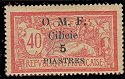 O. M. F.
Cilicie
40
5
PIASTRES